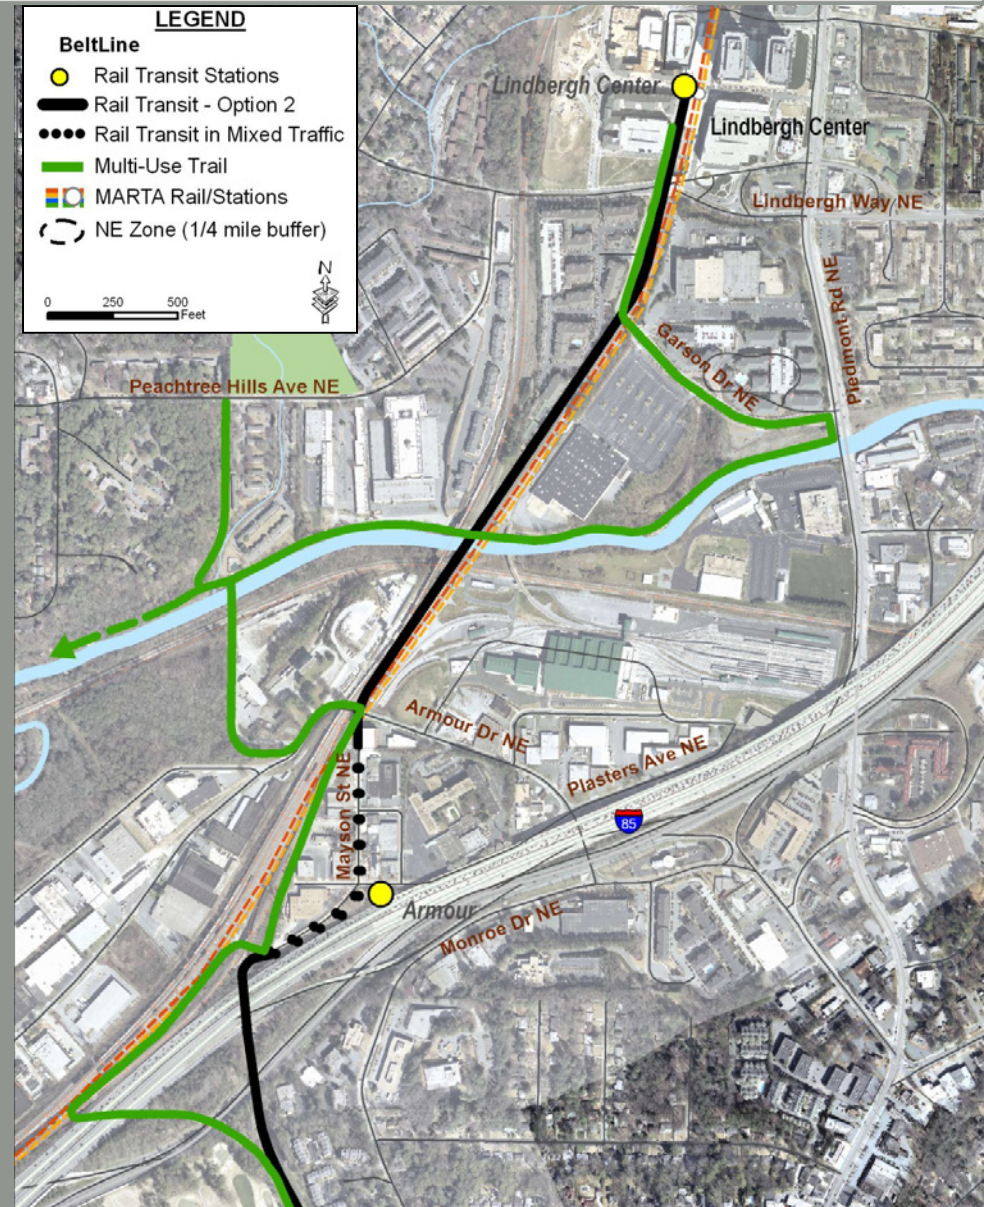 LEGEND
BeltLine
Rail Transit Stations
Rail Transit - Option 2
Rail Transit in Mixed Traffic
Multi-Use Trail
MARTA Rail/Stations
NE Zone (1/4 mile buffer)
N
0 250 500
Feet
Lindbergh Center
Lindbergh Center
Lindbergh Way NE
Piedmont Rd NE
Garson Dr NE
Peachtree Hills Ave NE
Armour Dr NE
Plasters Ave NE
Mayson St NE
85
Armour
Monroe Dr NE